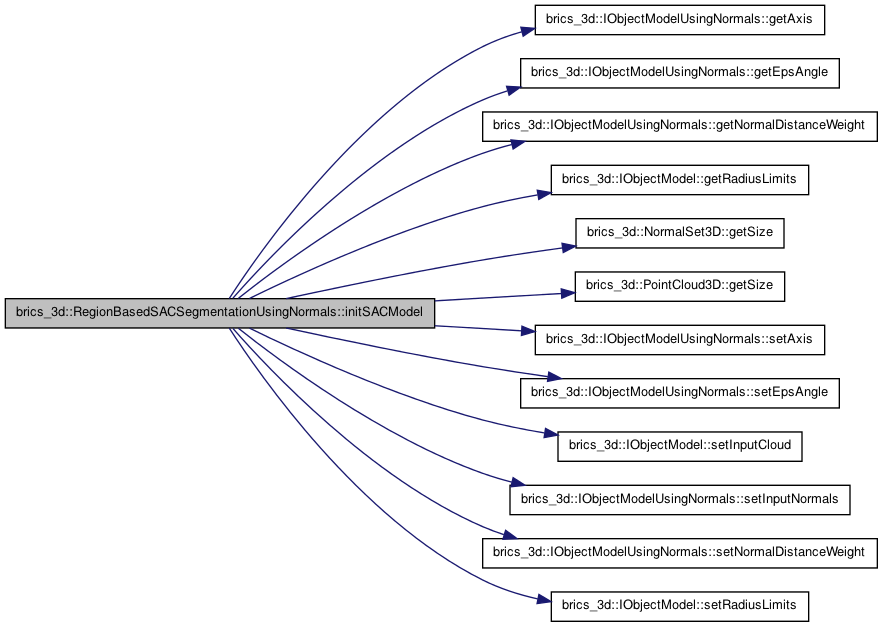 brics_3d::IObjectModelUsingNormals::getAxis
brics_3d::IObjectModelUsingNormals::getEpsAngle
brics_3d::IObjectModelUsingNormals::getNormalDistanceWeight
brics_3d::IObjectModel::getRadiusLimits
brics_3d::NormalSet3D::getSize
brics_3d::PointCloud3D::getSize
brics_3d::RegionBasedSACSegmentationUsingNormals::initSACModel
brics_3d::IObjectModelUsingNormals::setAxis
brics_3d::IObjectModelUsingNormals::setEpsAngle
brics_3d::IObjectModel::setInputCloud
brics_3d::IObjectModelUsingNormals::setInputNormals
brics_3d::IObjectModelUsingNormals::setNormalDistanceWeight
brics_3d::IObjectModel::setRadiusLimits